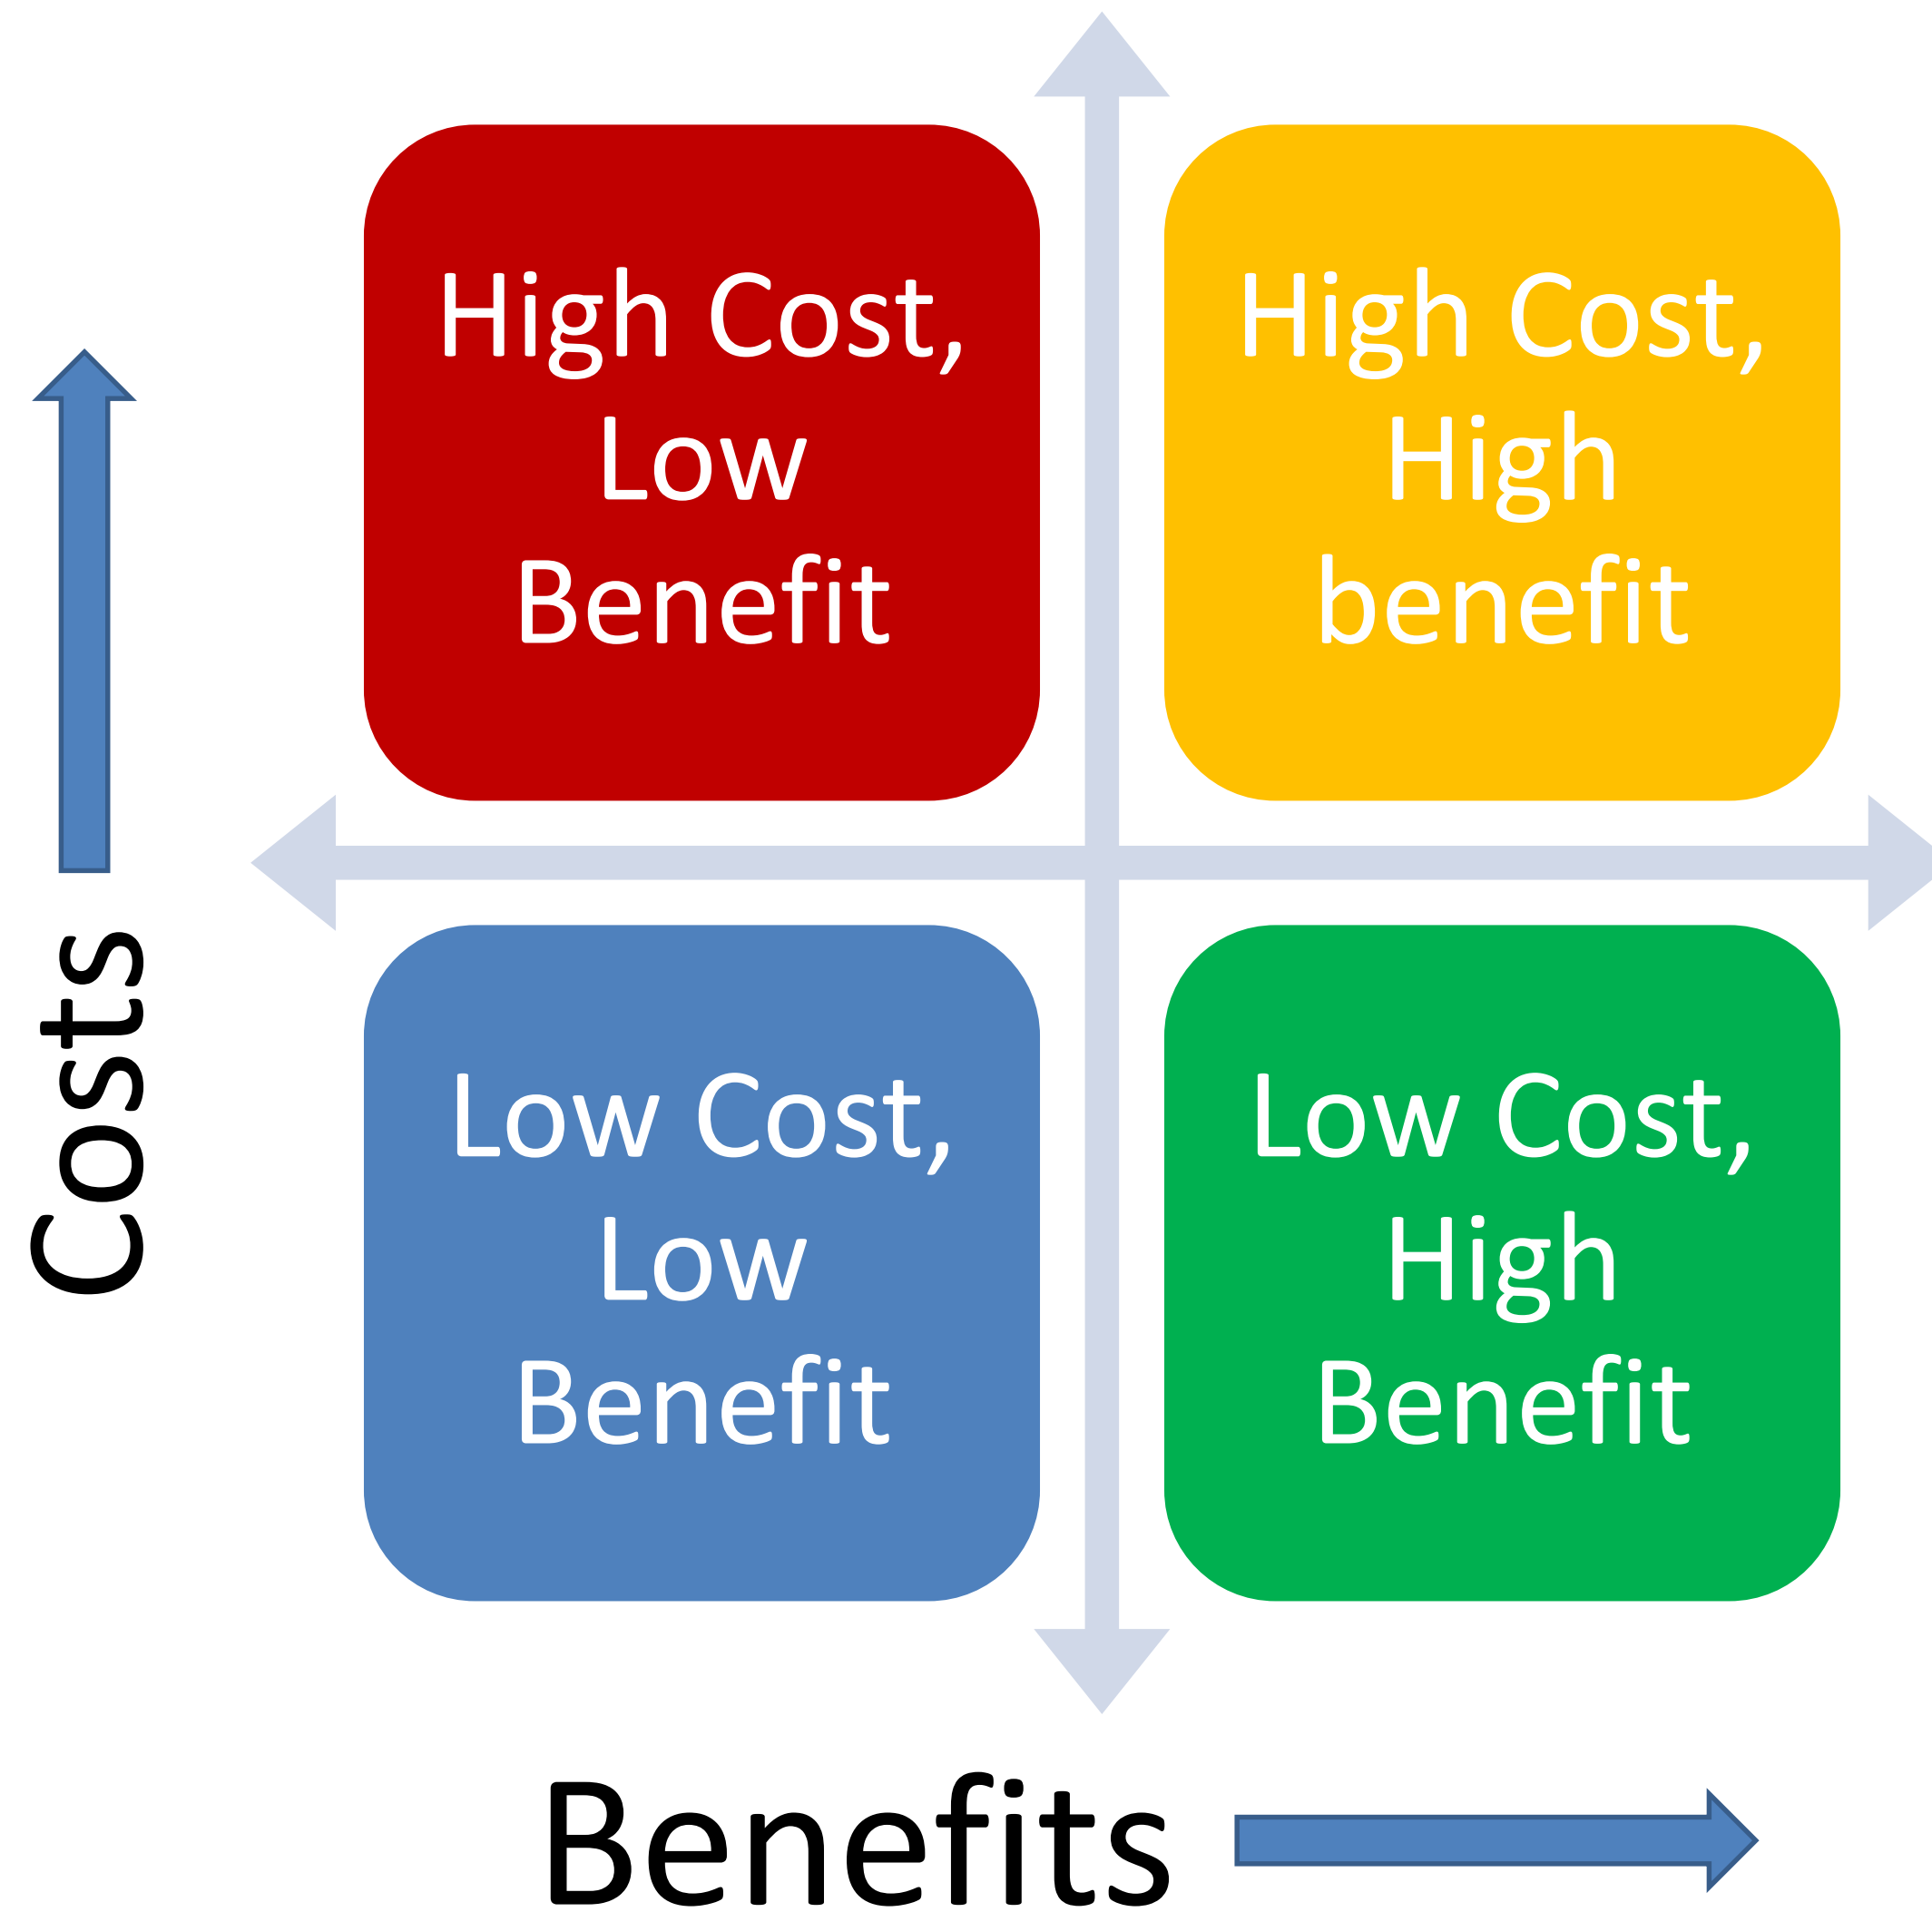 High Cost,
Low
Benefit
High Cost,
High
benefit
Costs
Low Cost,
Low
Benefit
Low Cost,
High
Benefit
Benefits